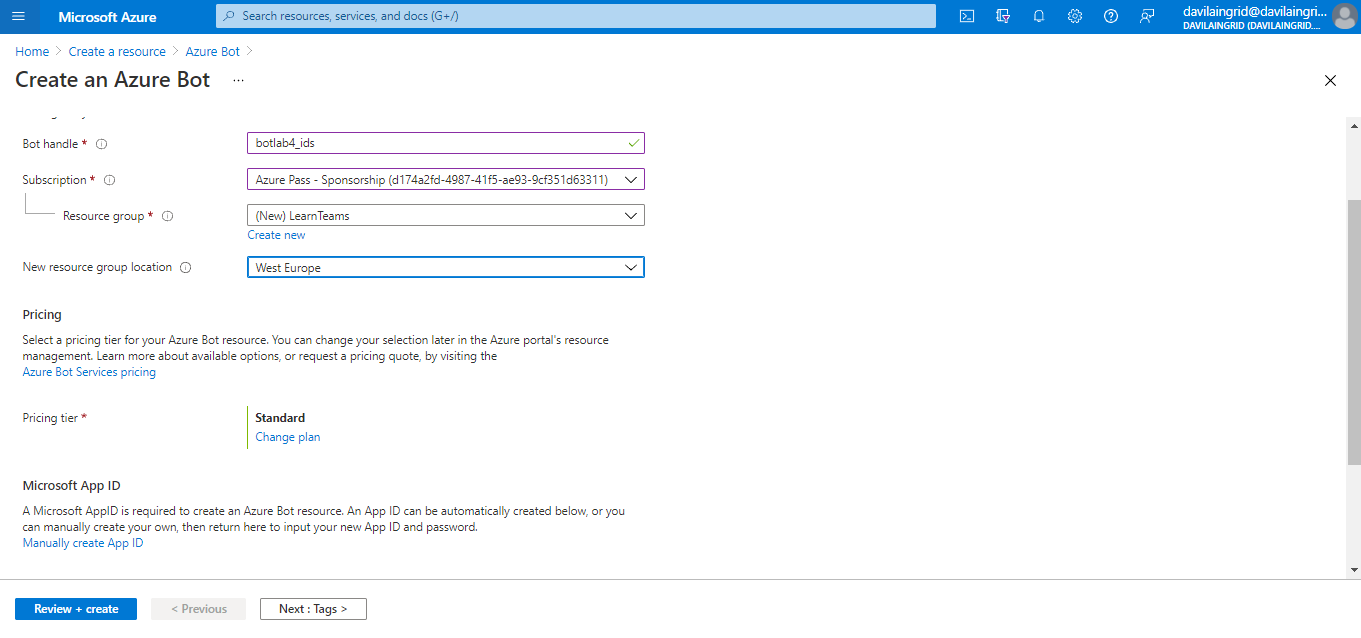 Microsoft Azure
Search resources, services, and docs (G+/)
davilaingrid@davilaingri...
DAVILAINGRID (DAVILAINGRID....
Home > Create a resource > Azure Bot >
Create an Azure Bot ...
Bot handle *
botlab4_ids
Subscription *
Azure Pass - Sponsorship (d174a2fd-4987-41f5-ae93-9cf351d63311)
Resource group *
(New) LearnTeams
Create new
New resource group location
West Europe
Pricing
Select a pricing tier for your Azure Bot resource. You can change your selection later in the Azure portal's resource
management. Learn more about available options, or request a pricing quote, by visiting the
Azure Bot Services pricing
Pricing tier *
Standard
Change plan
Microsoft App ID
A Microsoft AppID is required to create an Azure Bot resource. An App ID can be automatically created below, or you
can manually create your own, then return here to input your new App ID and password.
Manually create App ID
Review + create
< Previous
Next : Tags >